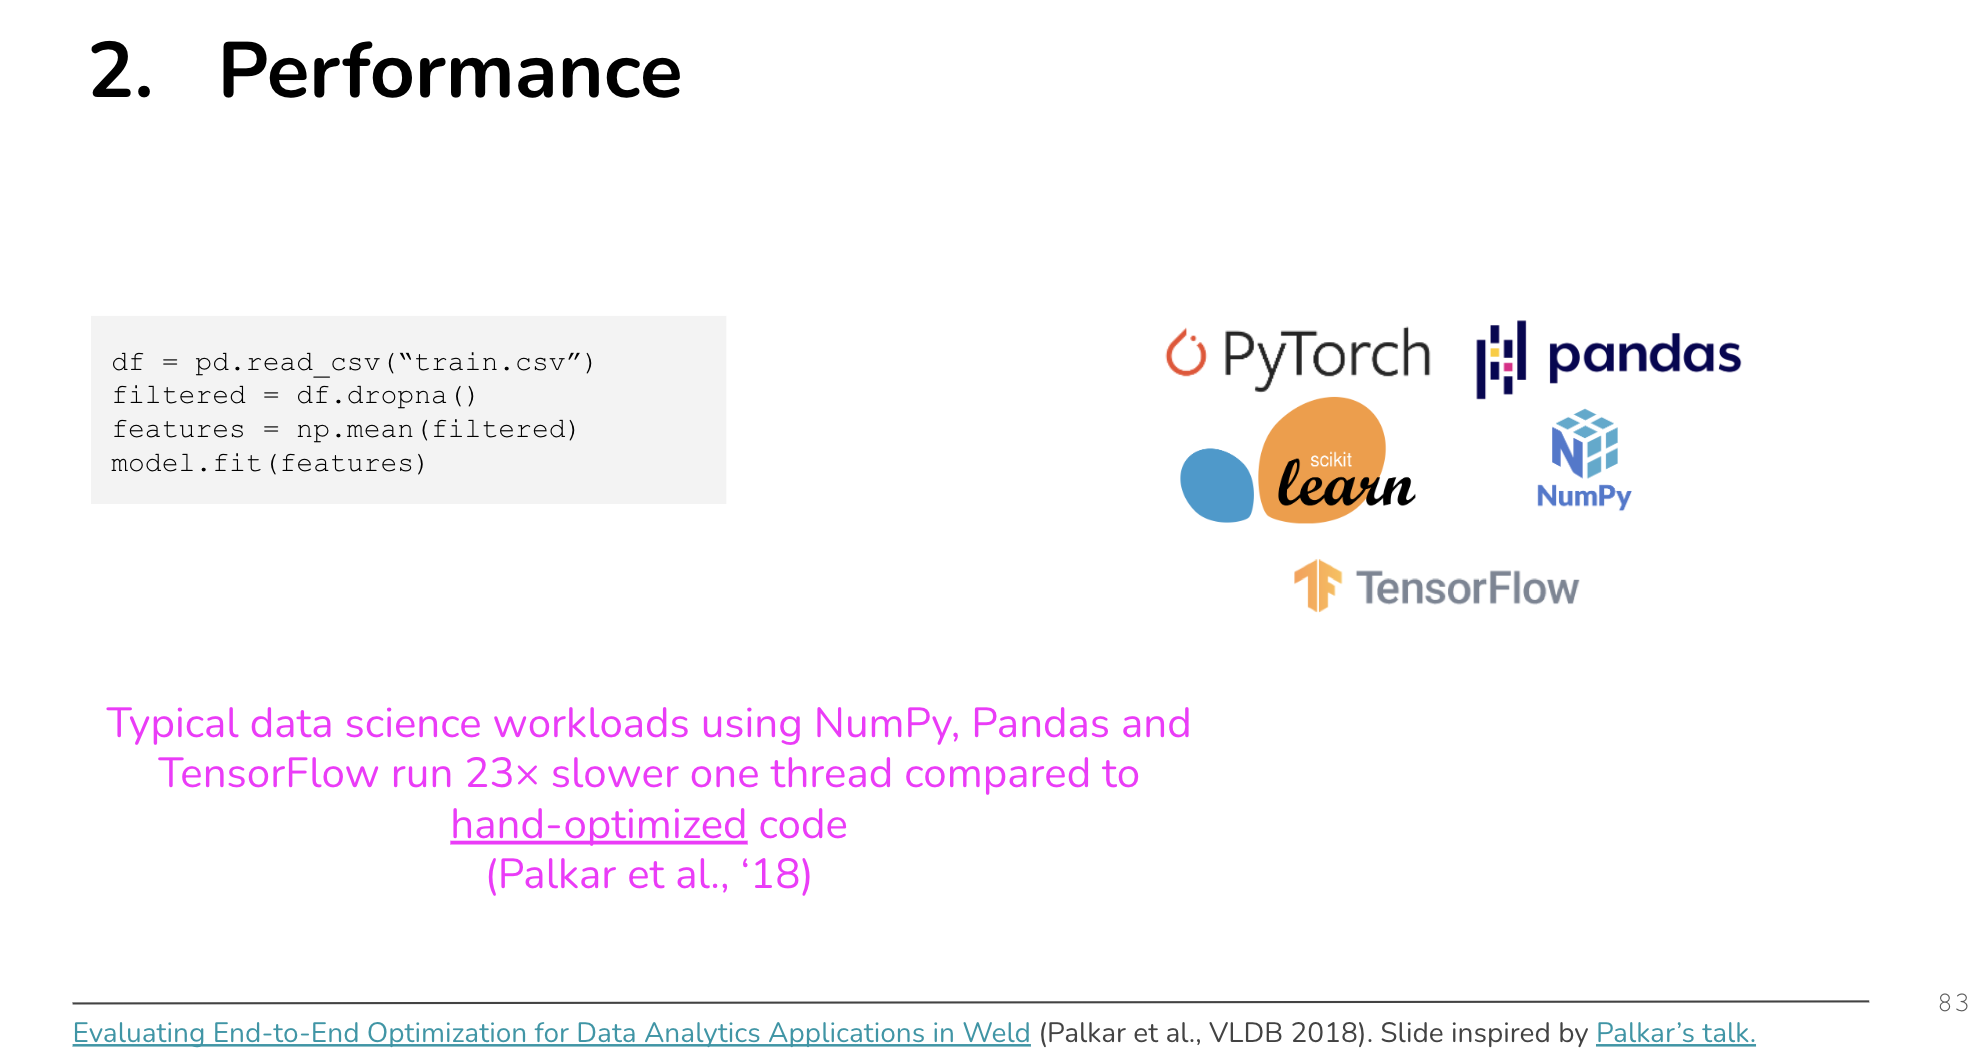 2. Performance
df = pd.read_csv(“train.csv”)
filtered = df.dropna()
features = np.mean(filtered)
model.fit(features)
PyTorch
pandas
scikit
learn
NumPy
TensorFlow
Typical data science workloads using NumPy, Pandas and
TensorFlow run 23× slower one thread compared to
hand-optimized code
(Palkar et al., ‘18)
83
Evaluating End-to-End Optimization for Data Analytics Applications in Weld (Palkar et al., VLDB 2018). Slide inspired by Palkar’s talk.